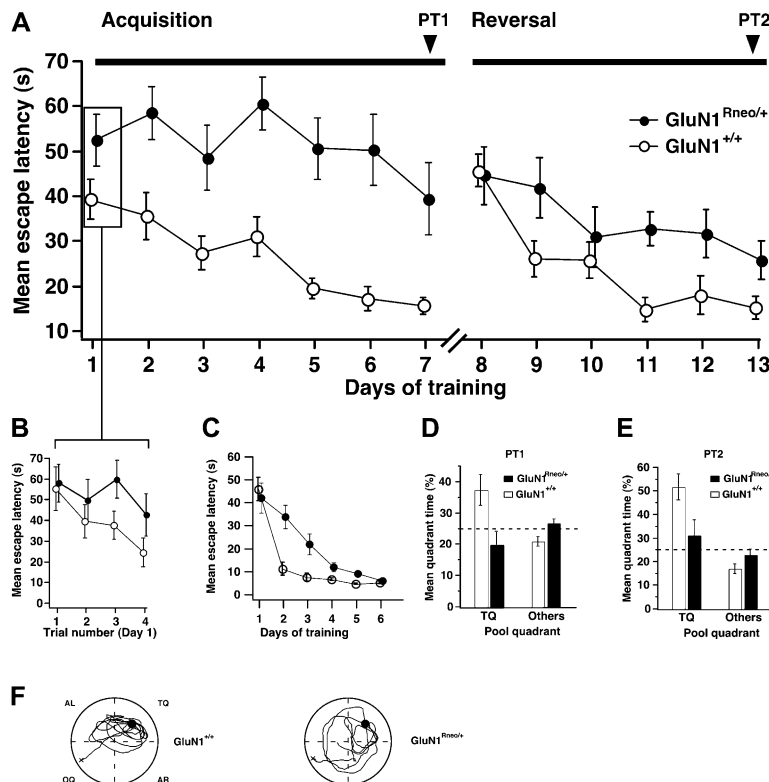 A
Acquisition
PT1
Reversal
PT2
Mean escape latency (s)
70
60
50
40
30
20
10
GluN1Rneo/+
GluN1+/+
1 2 3 4 5 6 7 8 9 10 11 12 13
Days of training
B
Mean escape latency (s)
70
60
50
40
30
20
10
0
1 2 3 4
Trial number (Day 1)
C
Mean escape latency (s)
60
50
40
30
20
10
0
1 2 3 4 5 6
Days of training
D
PT1
Mean quadrant time (%)
40
30
20
10
0
GluN1Rneo/+
GluN1+/+
TQ Others
Pool quadrant
E
PT2
Mean quadrant time (%)
60
50
40
30
20
10
0
GluN1Rneo/
GluN1+/+
TQ Others
Pool quadrant
F
AL TQ
GluN1+/+
OQ AR
GluN1Rneo/+